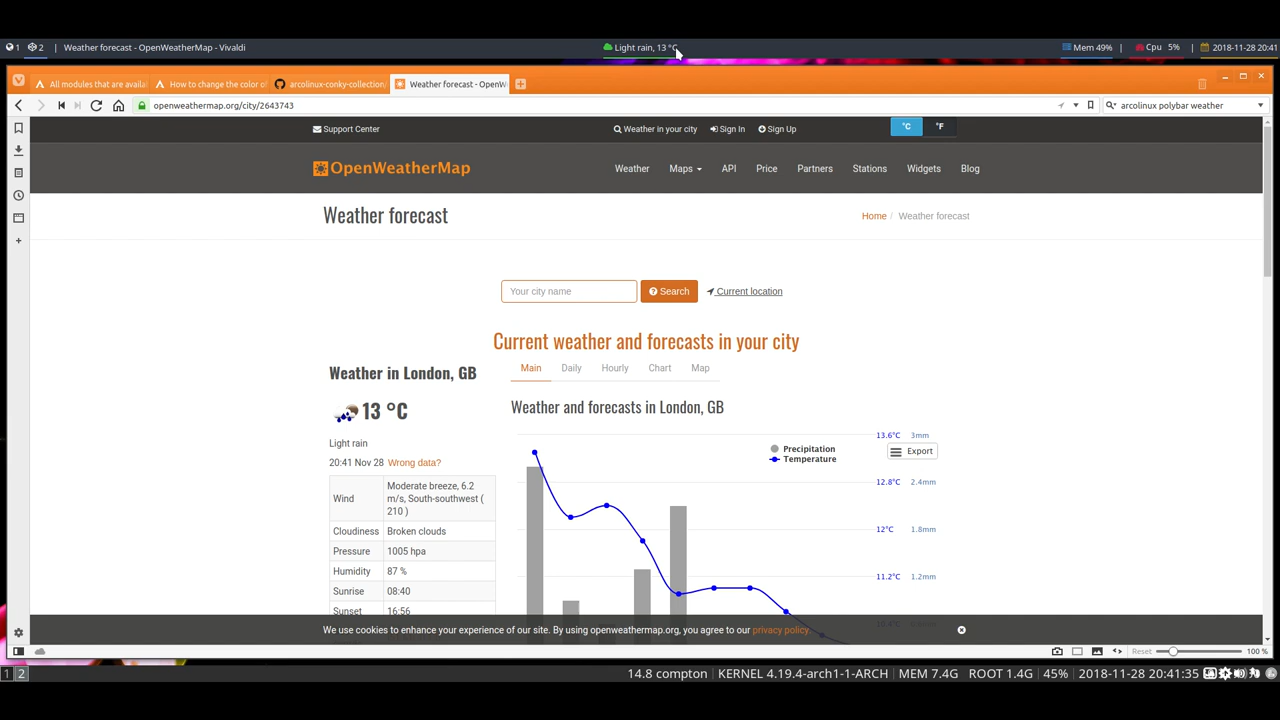 1 2 | Weather forecast - OpenWeatherMap - Vivaldi Light rain, 13 °C Mem 49% | Cpu 5% | 2018-11-28 20:41
All modules that are availa How to change the color o arcolinux-conky-collection Weather forecast - OpenW
openweathermap.org/city/2643743 arcolinux polybar weather
Support Center Weather in your city Sign In Sign Up °C °F
OpenWeatherMap Weather Maps API Price Partners Stations Widgets Blog
Weather forecast Home / Weather forecast
Your city name Search Current location
Current weather and forecasts in your city
Main Daily Hourly Chart Map
Weather in London, GB
13 °C
Light rain
20:41 Nov 28 Wrong data?
Wind Moderate breeze, 6.2
m/s, South-southwest (
210 )
Cloudiness Broken clouds
Pressure 1005 hpa
Humidity 87 %
Sunrise 08:40
Sunset 16:56
Weather and forecasts in London, GB
13.6°C 3mm
Precipitation
Temperature
Export
12.8°C 2.4mm
12°C 1.8mm
11.2°C 1.2mm
We use cookies to enhance your experience of our site. By using openweathermap.org, you agree to our privacy policy.
Reset 100 %
1 2 14.8 compton | KERNEL 4.19.4-arch1-1-ARCH | MEM 7.4G | ROOT 1.4G | 45% | 2018-11-28 20:41:35